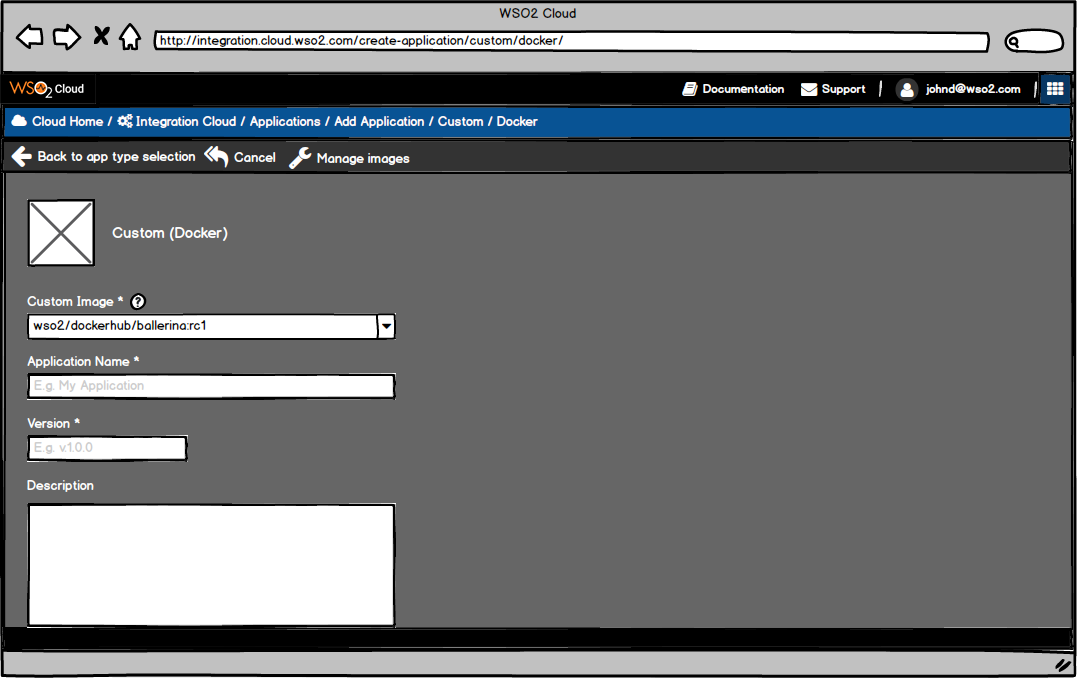 WSO2 Cloud
http://integration.cloud.wso2.com/create-application/custom/docker/
WSO2 Cloud Documentation Support | johnd@wso2.com |
Cloud Home / Integration Cloud / Applications / Add Application / Custom / Docker
Back to app type selection Cancel Manage images
Custom (Docker)
Custom Image * ?
wso2/dockerhub/ballerina:rc1
Application Name *
E.g. My Application
Version *
E.g. v.1.0.0
Description